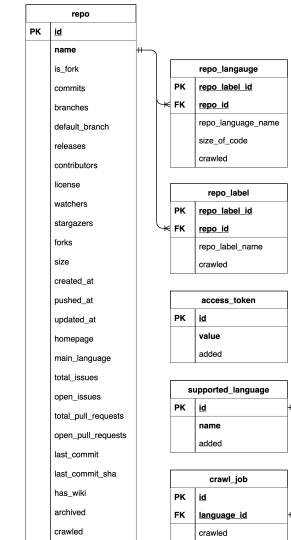 repo
PK id
name
is_fork
commits
branches
default_branch
releases
contributors
license
watchers
stargazers
forks
size
created_at
pushed_at
updated_at
homepage
main_language
total_issues
open_issues
total_pull_requests
open_pull_requests
last_commit
last_commit_sha
has_wiki
archived
crawled
repo_langauge
PK repo_label_id
FK repo_id
repo_language_name
size_of_code
crawled
repo_label
PK repo_label_id
FK repo_id
repo_label_name
crawled
access_token
PK id
value
added
supported_language
PK id
name
added
crawl_job
PK id
FK language_id
crawled